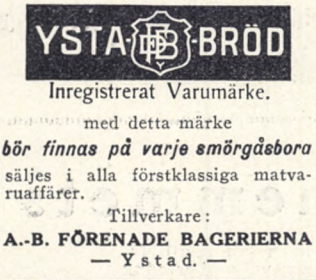 YSTA-FBD-BRÖD
Y
Inregistrerat Varumärke.
med detta märke
bör finnas på varje smörgåsbord
säljes i alla förstklassiga matva-
ruaffärer.
Tillverkare:
A.-B. FÖRENADE BAGERIERNA
— Ystad. —